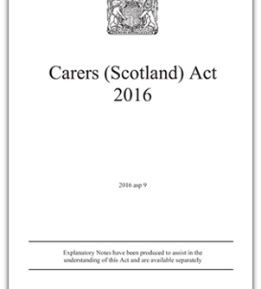 Carers (Scotland) Act
2016
2016 asp 9
Explanatory Notes have been produced to assist in the
understanding of this Act and are available separately